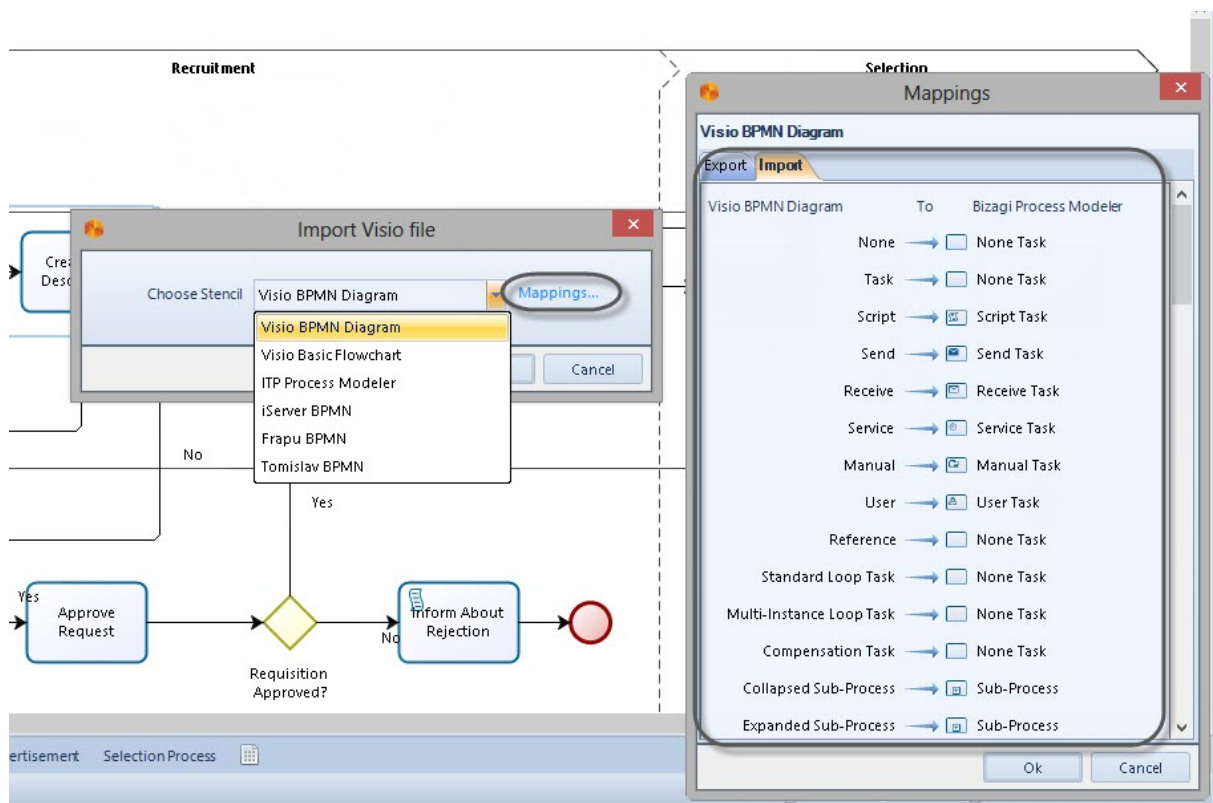 Recruitment
Selection
Mappings
Visio BPMN Diagram
Export Import
Visio BPMN Diagram To Bizagi Process Modeler
None None Task
Task None Task
Script Script Task
Send Send Task
Receive Receive Task
Service Service Task
Manual Manual Task
User User Task
Reference None Task
Standard Loop Task None Task
Multi-Instance Loop Task None Task
Compensation Task None Task
Collapsed Sub-Process Sub-Process
Expanded Sub-Process Sub-Process
Ok Cancel
Import Visio file
Choose Stencil Visio BPMN Diagram Mappings...
Visio BPMN Diagram
Visio Basic Flowchart
ITP Process Modeler
iServer BPMN
Frapu BPMN
Tomislav BPMN
Cancel
Crea
Desc
No
Yes
Yes
Approve
Request
Requisition
Approved?
No
Inform About
Rejection
ertisement Selection Process